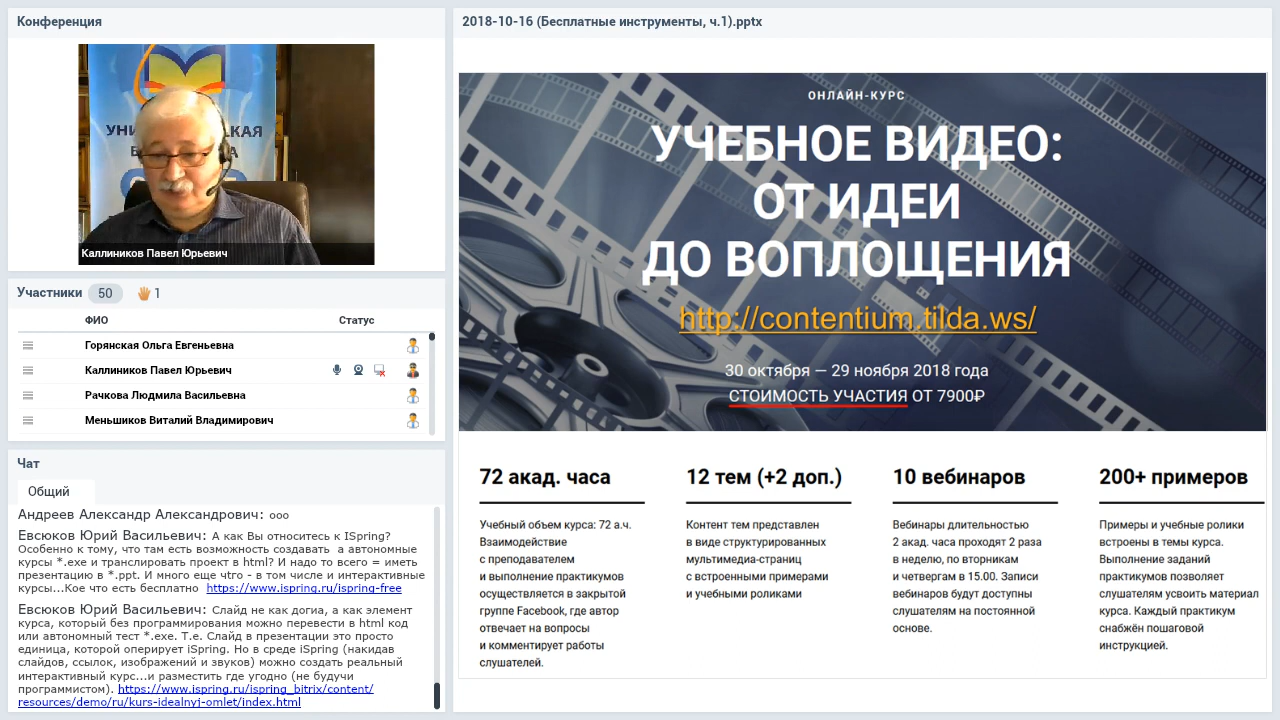 Конференция
Каллиников Павел Юрьевич
Участники 50 1
ФИО Статус
Горянская Ольга Евгеньевна
Каллиников Павел Юрьевич
Рачкова Людмила Васильевна
Меньшиков Виталий Владимирович
Чат
Общий
Андреев Александр Александрович: ооо
Евсюков Юрий Васильевич: А как Вы относитесь к ISpring?
Особенно к тому, что там есть возможность создавать а автономные
курсы *.exe и транслировать проект в html? И надо то всего = иметь
презентацию в *.ppt. И много еще чтго - в том числе и интерактивные
курсы...Кое что есть бесплатно https://www.ispring.ru/ispring-free
Евсюков Юрий Васильевич: Слайд не как догиа, а как элемент
курса, который без программирования можно перевести в html код
или автономный тест *.exe. Т.е. Слайд в презентации это просто
единица, которой оперирует iSpring. Но в среде iSpring (накидав
слайдов, ссылок, изображений и звуков) можно создать реальный
интерактивный курс...и разместить где угодно (не будучи
программистом). https://www.ispring.ru/ispring_bitrix/content/
resources/demo/ru/kurs-idealnyj-omlet/index.html
2018-10-16 (Бесплатные инструменты, ч.1).pptx
ОНЛАЙН-КУРС
УЧЕБНОЕ ВИДЕО:
ОТ ИДЕИ
ДО ВОПЛОЩЕНИЯ
http://contentium.tilda.ws/
30 октября — 29 ноября 2018 года
СТОИМОСТЬ УЧАСТИЯ ОТ 7900₽
72 акад. часа
Учебный объем курса: 72 а.ч.
Взаимодействие
с преподавателем
и выполнение практикумов
осуществляется в закрытой
группе Facebook, где автор
отвечает на вопросы
и комментирует работы
слушателей.
12 тем (+2 доп.)
Контент тем представлен
в виде структурированных
мультимедиа-страниц
с встроенными примерами
и учебными роликами
10 вебинаров
Вебинары длительностью
2 акад. часа проходят 2 раза
в неделю, по вторникам
и четвергам в 15.00. Записи
вебинаров будут доступны
слушателям на постоянной
основе.
200+ примеров
Примеры и учебные ролики
встроены в темы курса.
Выполнение заданий
практикумов позволяет
слушателям усвоить материал
курса. Каждый практикум
снабжён пошаговой
инструкцией.